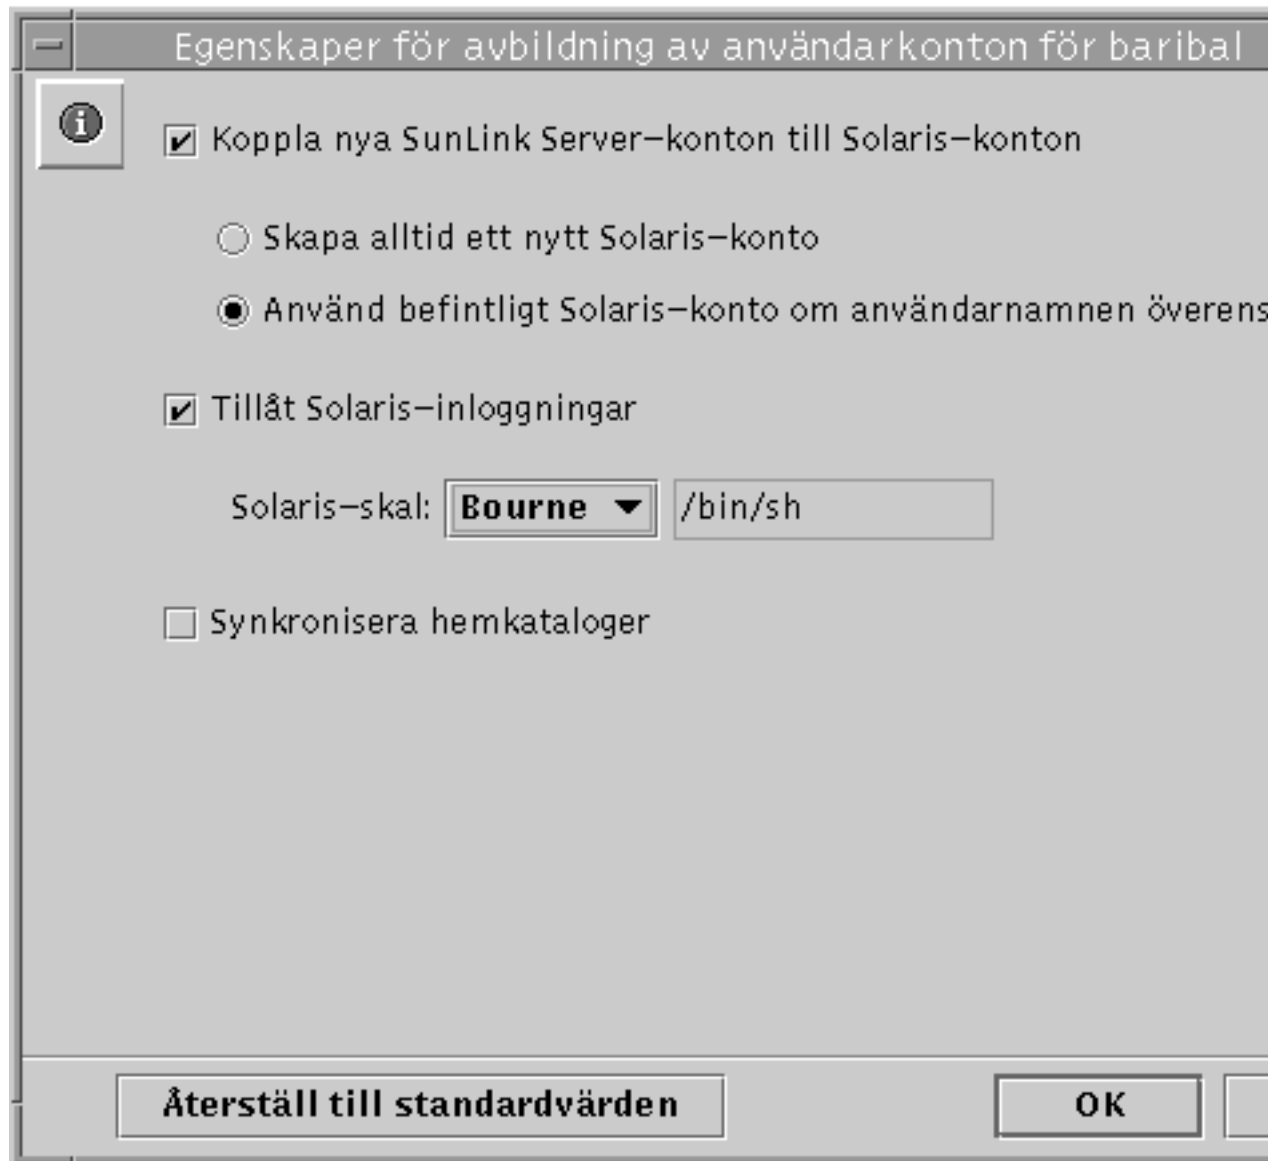 Egenskaper för avbildning av användarkonton för baribal
Koppla nya SunLink Server-konton till Solaris-konton
Skapa alltid ett nytt Solaris-konto
Använd befintligt Solaris-konto om användarnamnen överens
Tillåt Solaris-inloggningar
Solaris-skal: Bourne /bin/sh
Synkronisera hemkataloger
Återställ till standardvärden OK